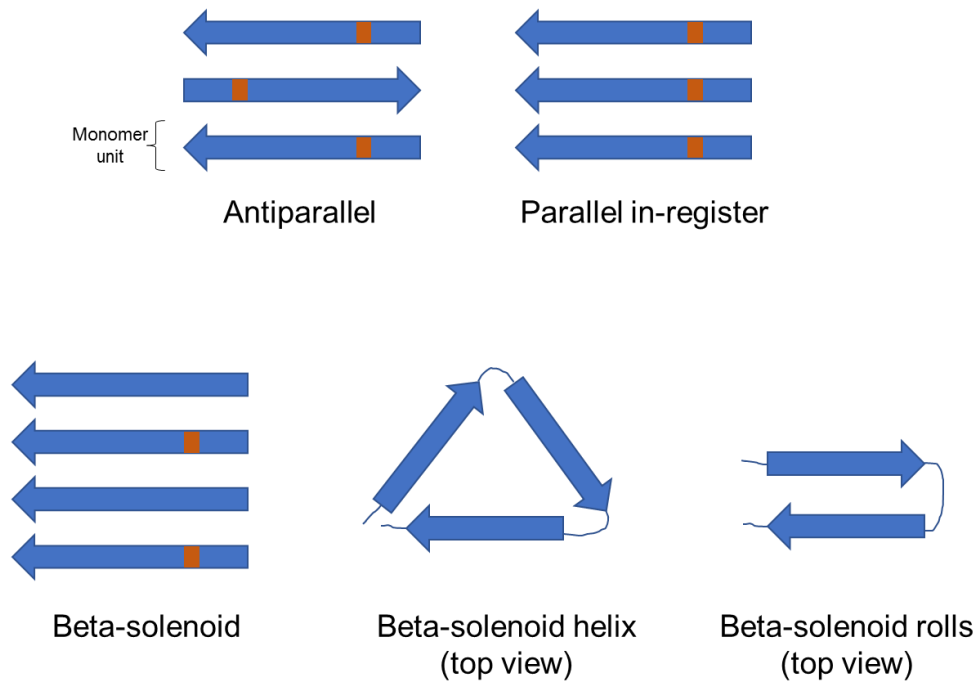 Monomer
unit
Antiparallel
Parallel in-register
Beta-solenoid
Beta-solenoid helix
(top view)
Beta-solenoid rolls
(top view)